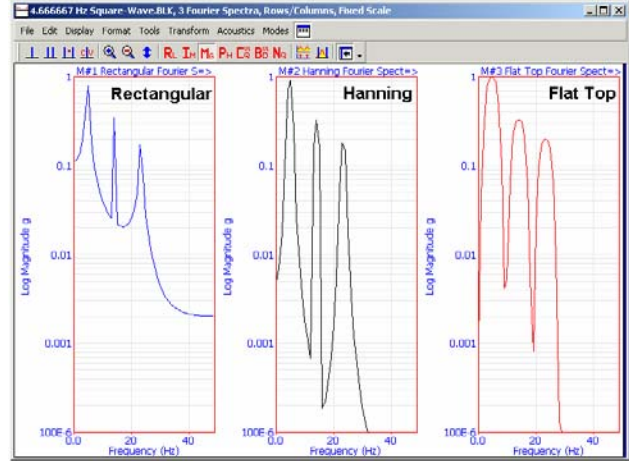 4.666667 Hz Square-Wave.BLK, 3 Fourier Spectra, Rows/Columns, Fixed Scale
File Edit Display Format Tools Transform Acoustics Modes
M#1 Rectangular Fourier S=>
Rectangular
1
0.1
0.01
0.001
100E-6
Log Magnitude g
0.0 20 40
Frequency (Hz)
M#2 Hanning Fourier Spect=>
Hanning
1
0.1
0.01
0.001
100E-6
Log Magnitude g
0.0 20 40
Frequency (Hz)
M#3 Flat Top Fourier Spect=>
Flat Top
1
0.1
0.01
0.001
100E-6
Log Magnitude g
0.0 20 40
Frequency (Hz)